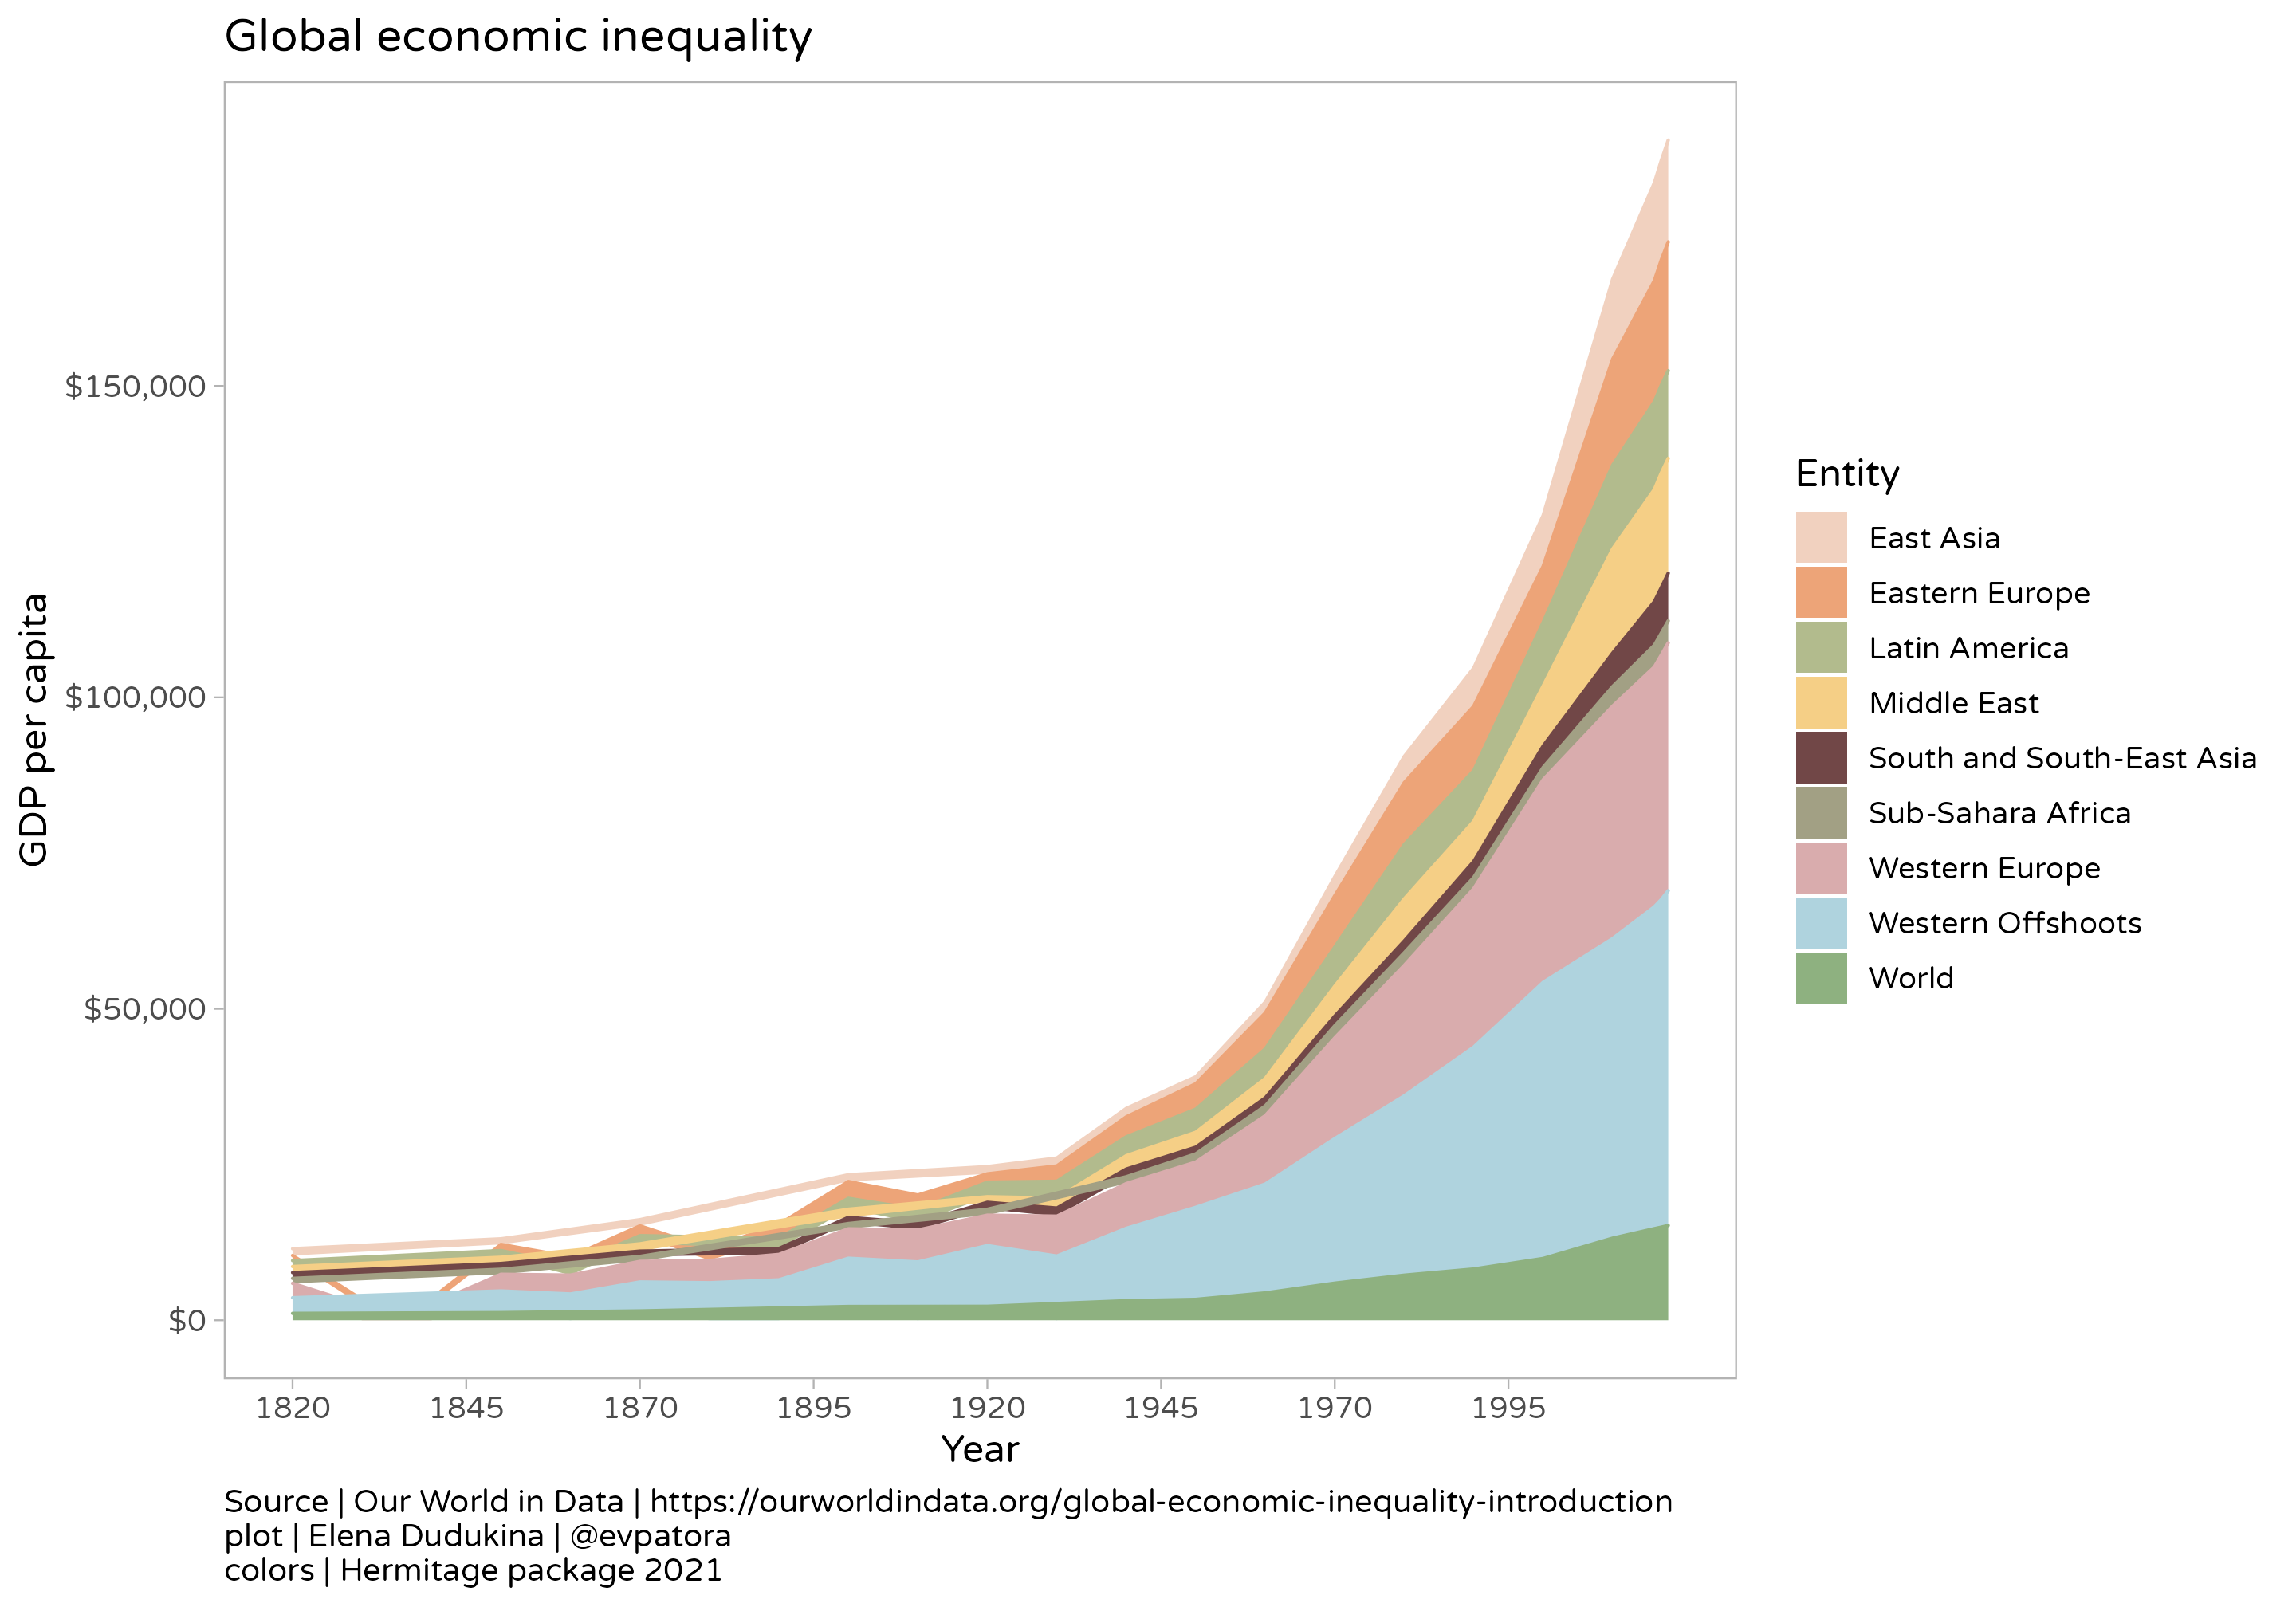 Global economic inequality
$150,000
$100,000
$50,000
$0
GDP per capita
1820 1845 1870 1895 1920 1945 1970 1995
Year
Entity
East Asia
Eastern Europe
Latin America
Middle East
South and South-East Asia
Sub-Sahara Africa
Western Europe
Western Offshoots
World
Source | Our World in Data | https://ourworldindata.org/global-economic-inequality-introduction
plot | Elena Dudukina | @evpatora
colors | Hermitage package 2021